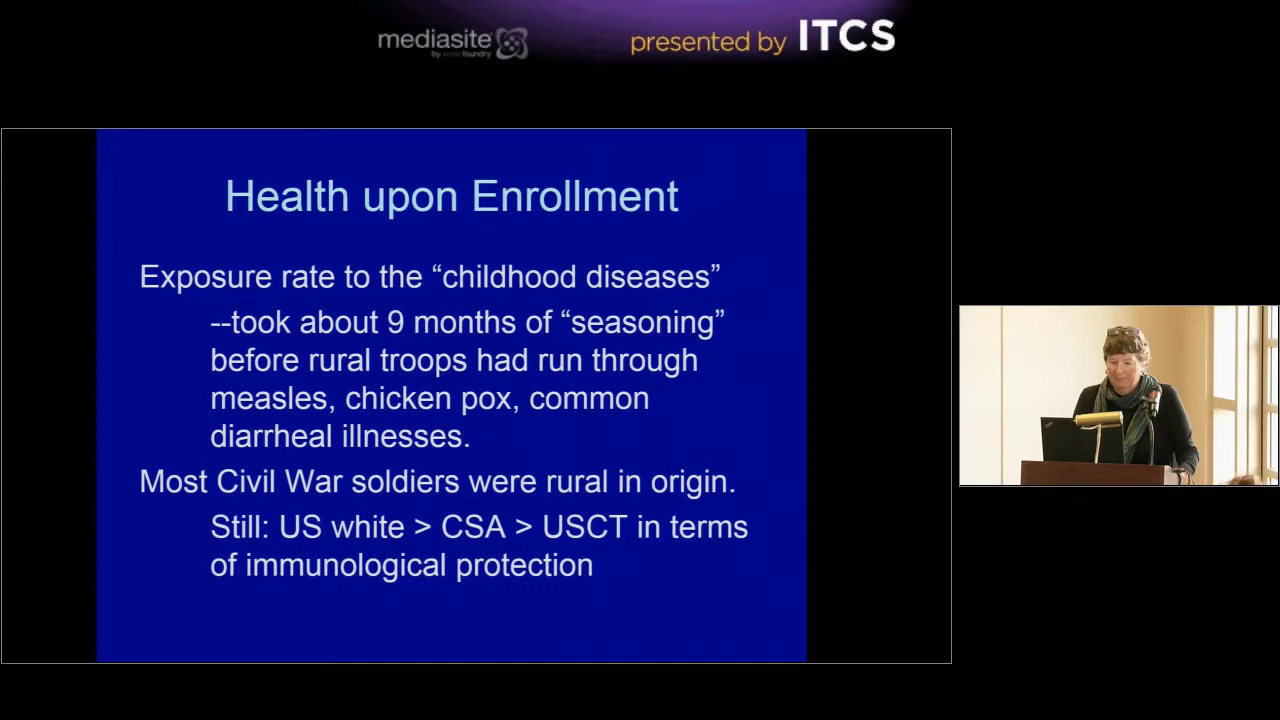 mediasite
by sonicfoundry
presented by ITCS
Health upon Enrollment
Exposure rate to the “childhood diseases”
--took about 9 months of “seasoning”
before rural troops had run through
measles, chicken pox, common
diarrheal illnesses.
Most Civil War soldiers were rural in origin.
Still: US white > CSA > USCT in terms
of immunological protection